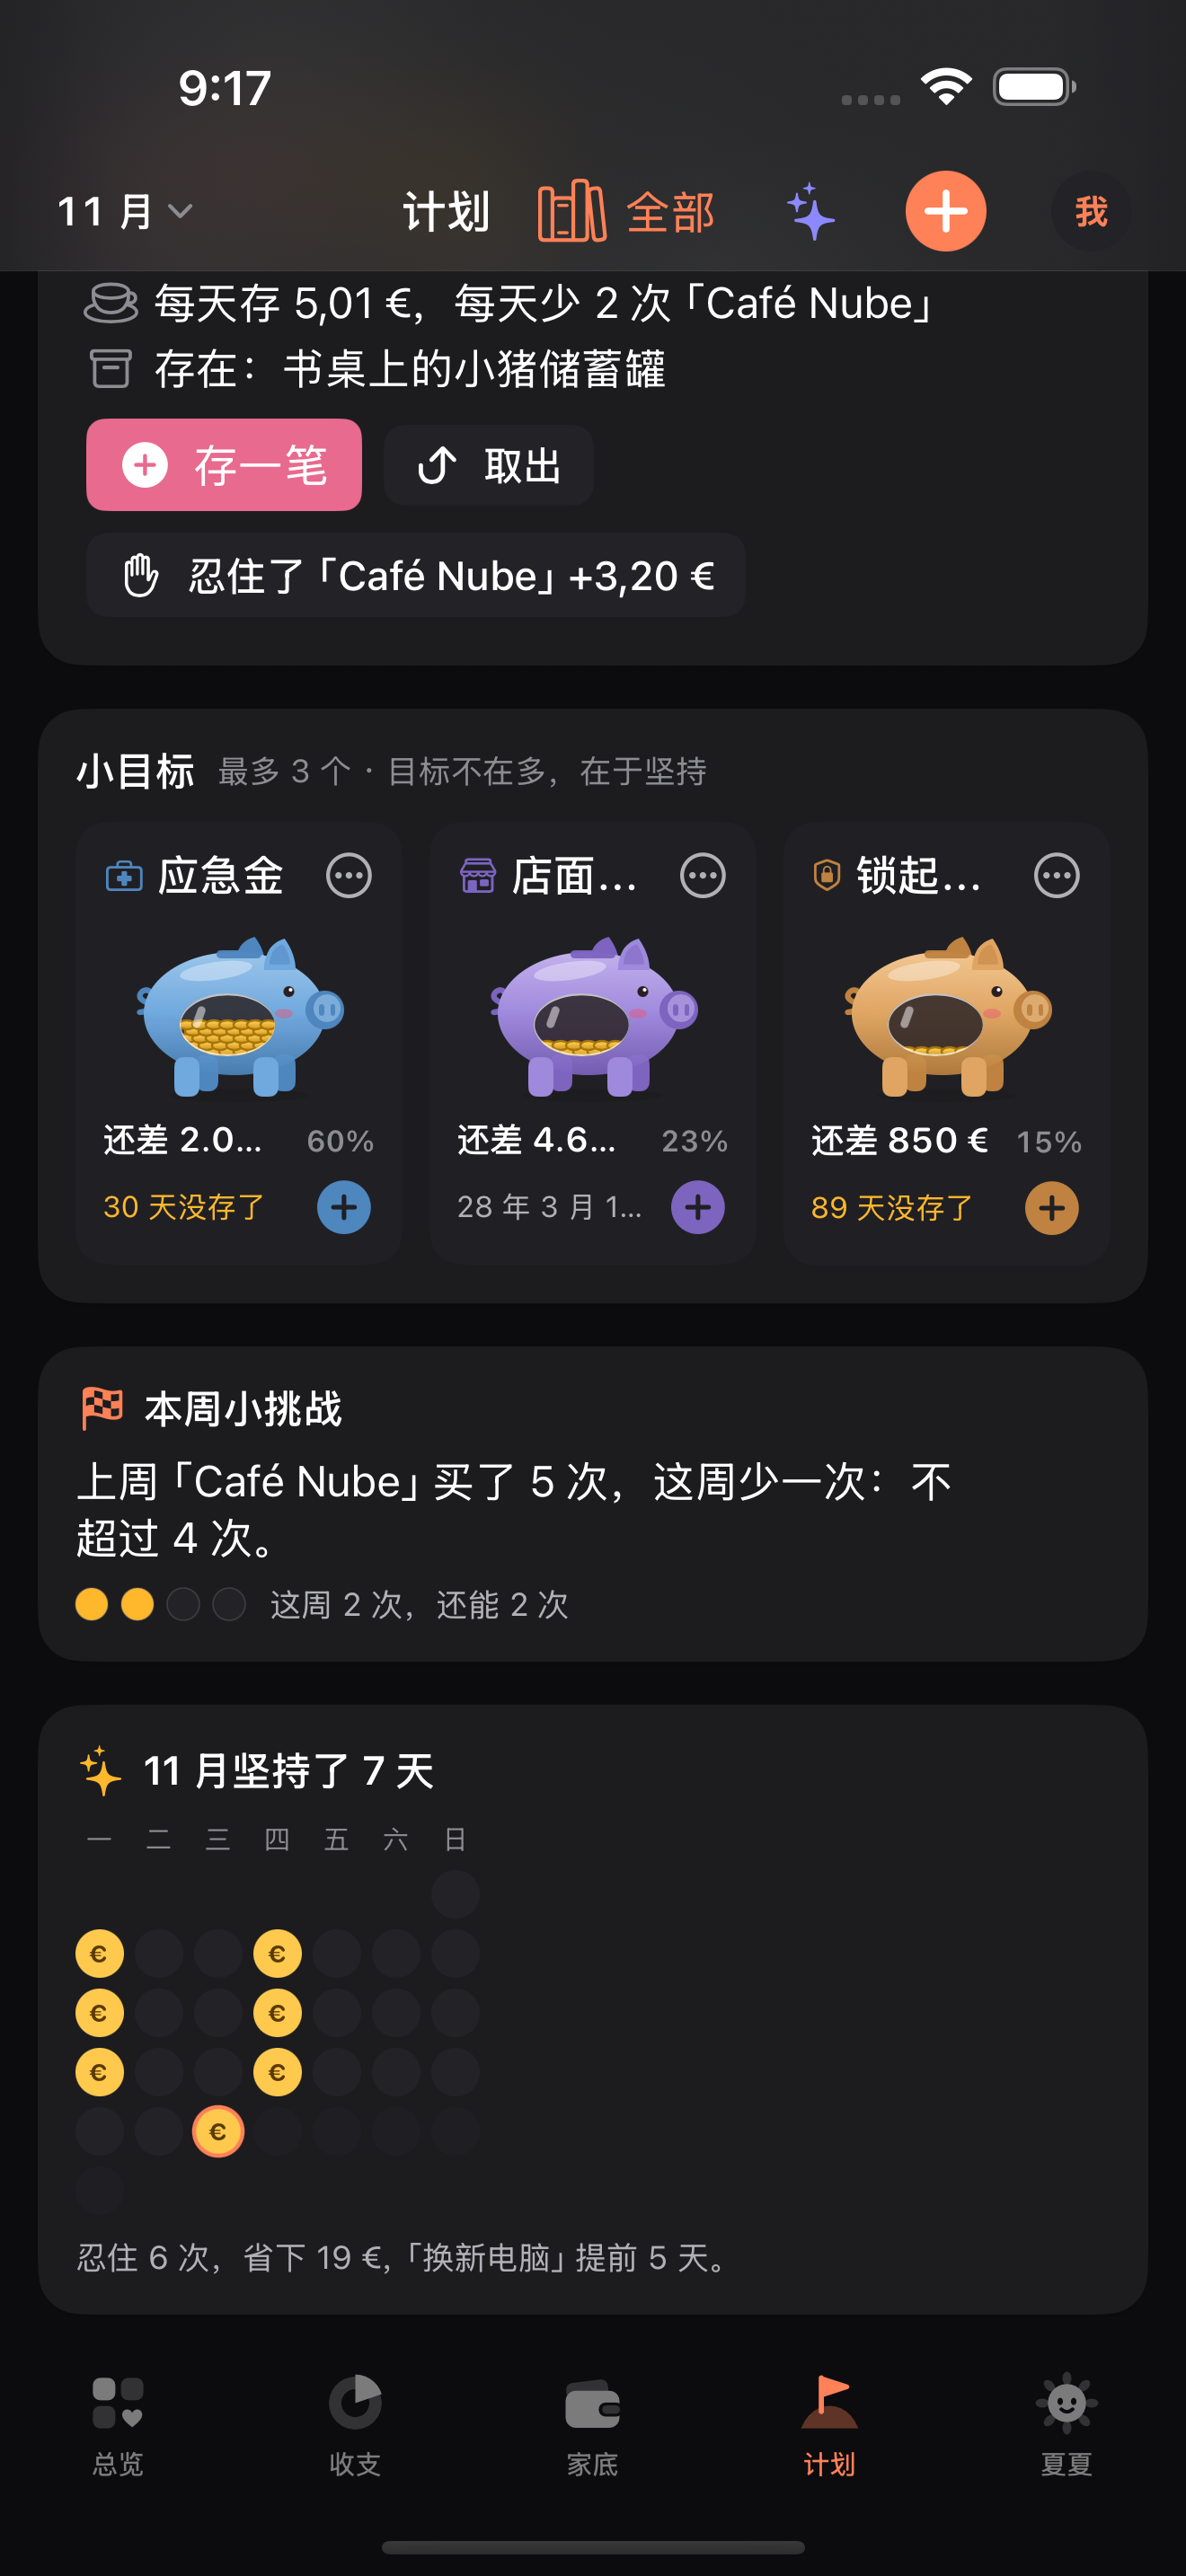 9:17
11 月
计划
全部
我
每天存 5,01 €，每天少 2 次「Café Nube」
存在：书桌上的小猪储蓄罐
存一笔
取出
忍住了「Café Nube」+3,20 €
小目标 最多 3 个 · 目标不在多，在于坚持
应急金
店面...
锁起...
还差 2.0... 60%
还差 4.6... 23%
还差 850 € 15%
30 天没存了
28 年 3 月 1...
89 天没存了
本周小挑战
上周「Café Nube」买了 5 次，这周少一次：不
超过 4 次。
这周 2 次，还能 2 次
11 月坚持了 7 天
一 二 三 四 五 六 日
€ €
€ €
€ €
€
忍住 6 次，省下 19 €，「换新电脑」提前 5 天。
总览 收支 家底 计划 夏夏